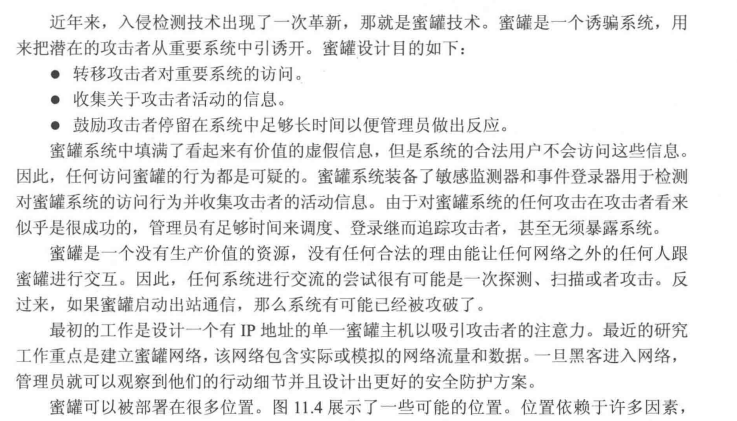 近年来，入侵检测技术出现了一次革新，那就是蜜罐技术。蜜罐是一个诱骗系统，用
来把潜在的攻击者从重要系统中引诱开。蜜罐设计目的如下：
● 转移攻击者对重要系统的访问。
● 收集关于攻击者活动的信息。
● 鼓励攻击者停留在系统中足够长时间以便管理员做出反应。
蜜罐系统中填满了看起来有价值的虚假信息，但是系统的合法用户不会访问这些信息。
因此，任何访问蜜罐的行为都是可疑的。蜜罐系统装备了敏感监测器和事件登录器用于检测
对蜜罐系统的访问行为并收集攻击者的活动信息。由于对蜜罐系统的任何攻击在攻击者看来
似乎是很成功的，管理员有足够时间来调度、登录继而追踪攻击者，甚至无须暴露系统。
蜜罐是一个没有生产价值的资源，没有任何合法的理由能让任何网络之外的任何人跟
蜜罐进行交互。因此，任何系统进行交流的尝试很有可能是一次探测、扫描或者攻击。反
过来，如果蜜罐启动出站通信，那么系统有可能已经被攻破了。
最初的工作是设计一个有 IP 地址的单一蜜罐主机以吸引攻击者的注意力。最近的研究
工作重点是建立蜜罐网络，该网络包含实际或模拟的网络流量和数据。一旦黑客进入网络，
管理员就可以观察到他们的行动细节并且设计出更好的安全防护方案。
蜜罐可以被部署在很多位置。图 11.4 展示了一些可能的位置。位置依赖于许多因素，